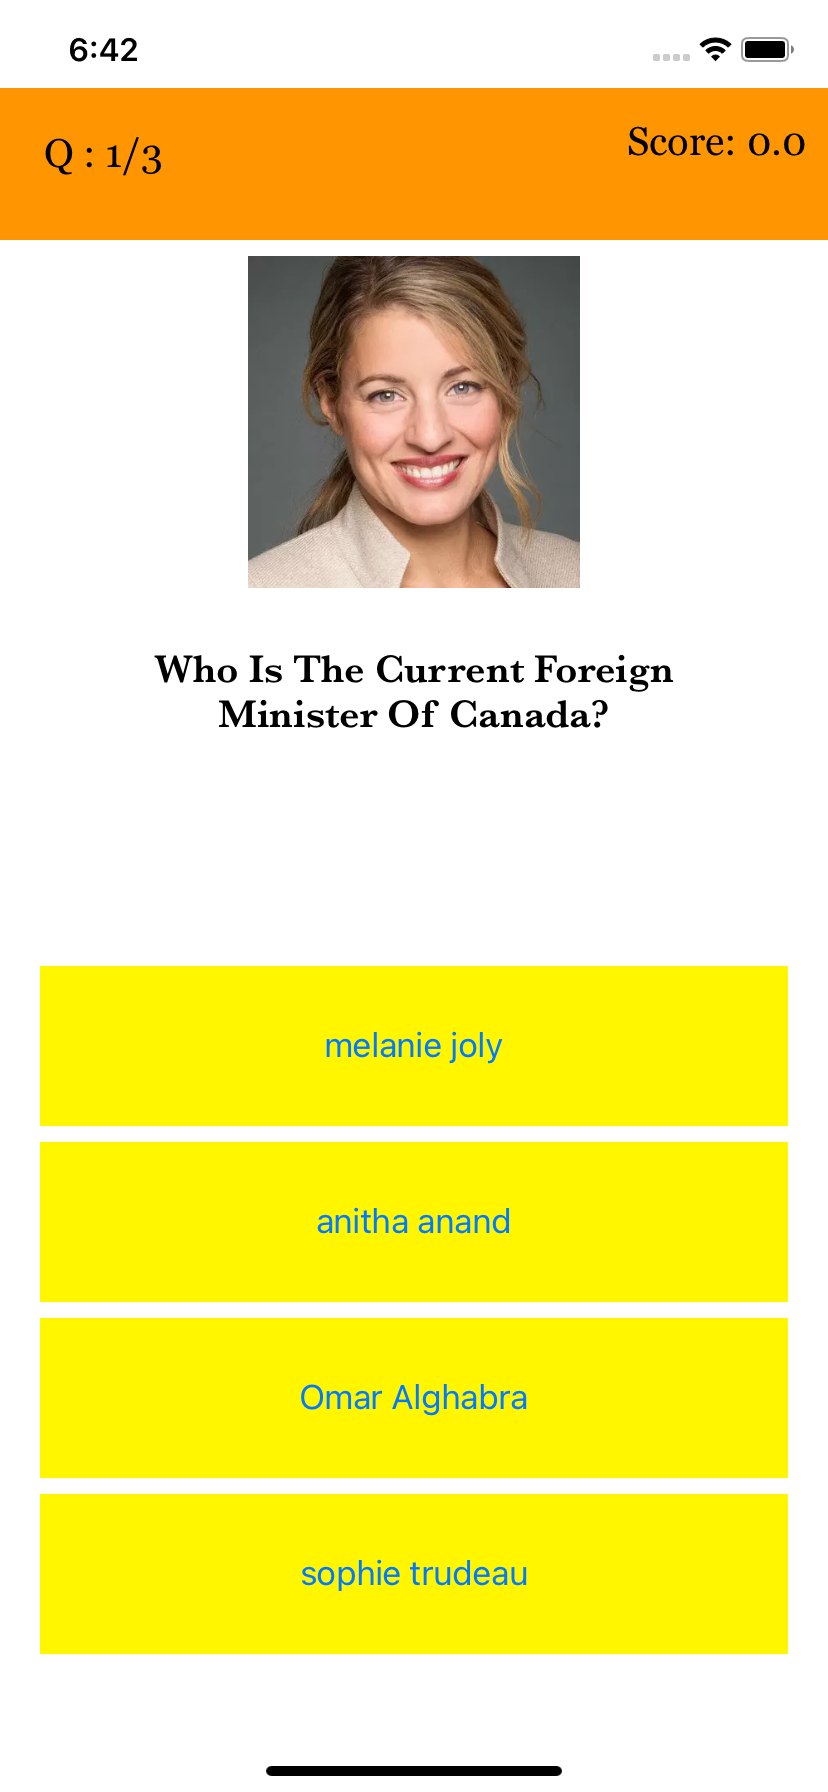 6:42
Q : 1/3
Score: 0.0
Who Is The Current Foreign
Minister Of Canada?
melanie joly
anitha anand
Omar Alghabra
sophie trudeau